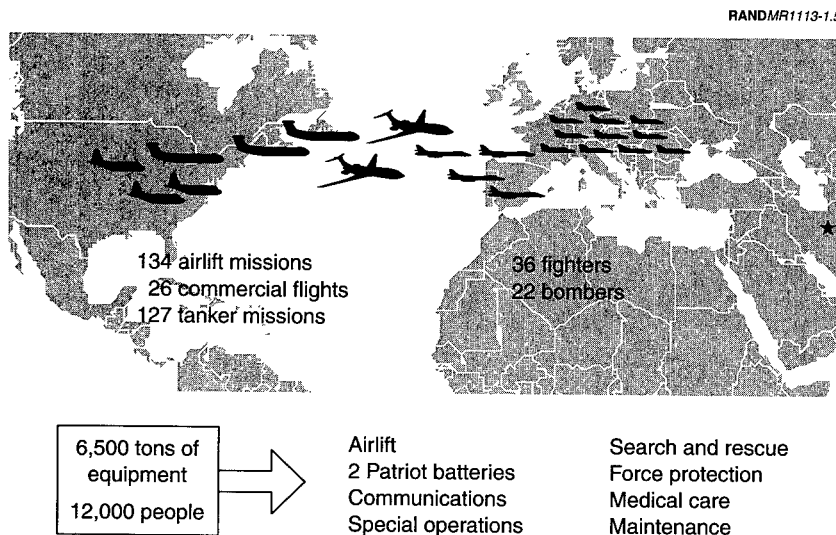 RANDMR1113-1.5
134 airlift missions
26 commercial flights
127 tanker missions
36 fighters
22 bombers
6,500 tons of
equipment
12,000 people
Airlift
2 Patriot batteries
Communications
Special operations
Search and rescue
Force protection
Medical care
Maintenance